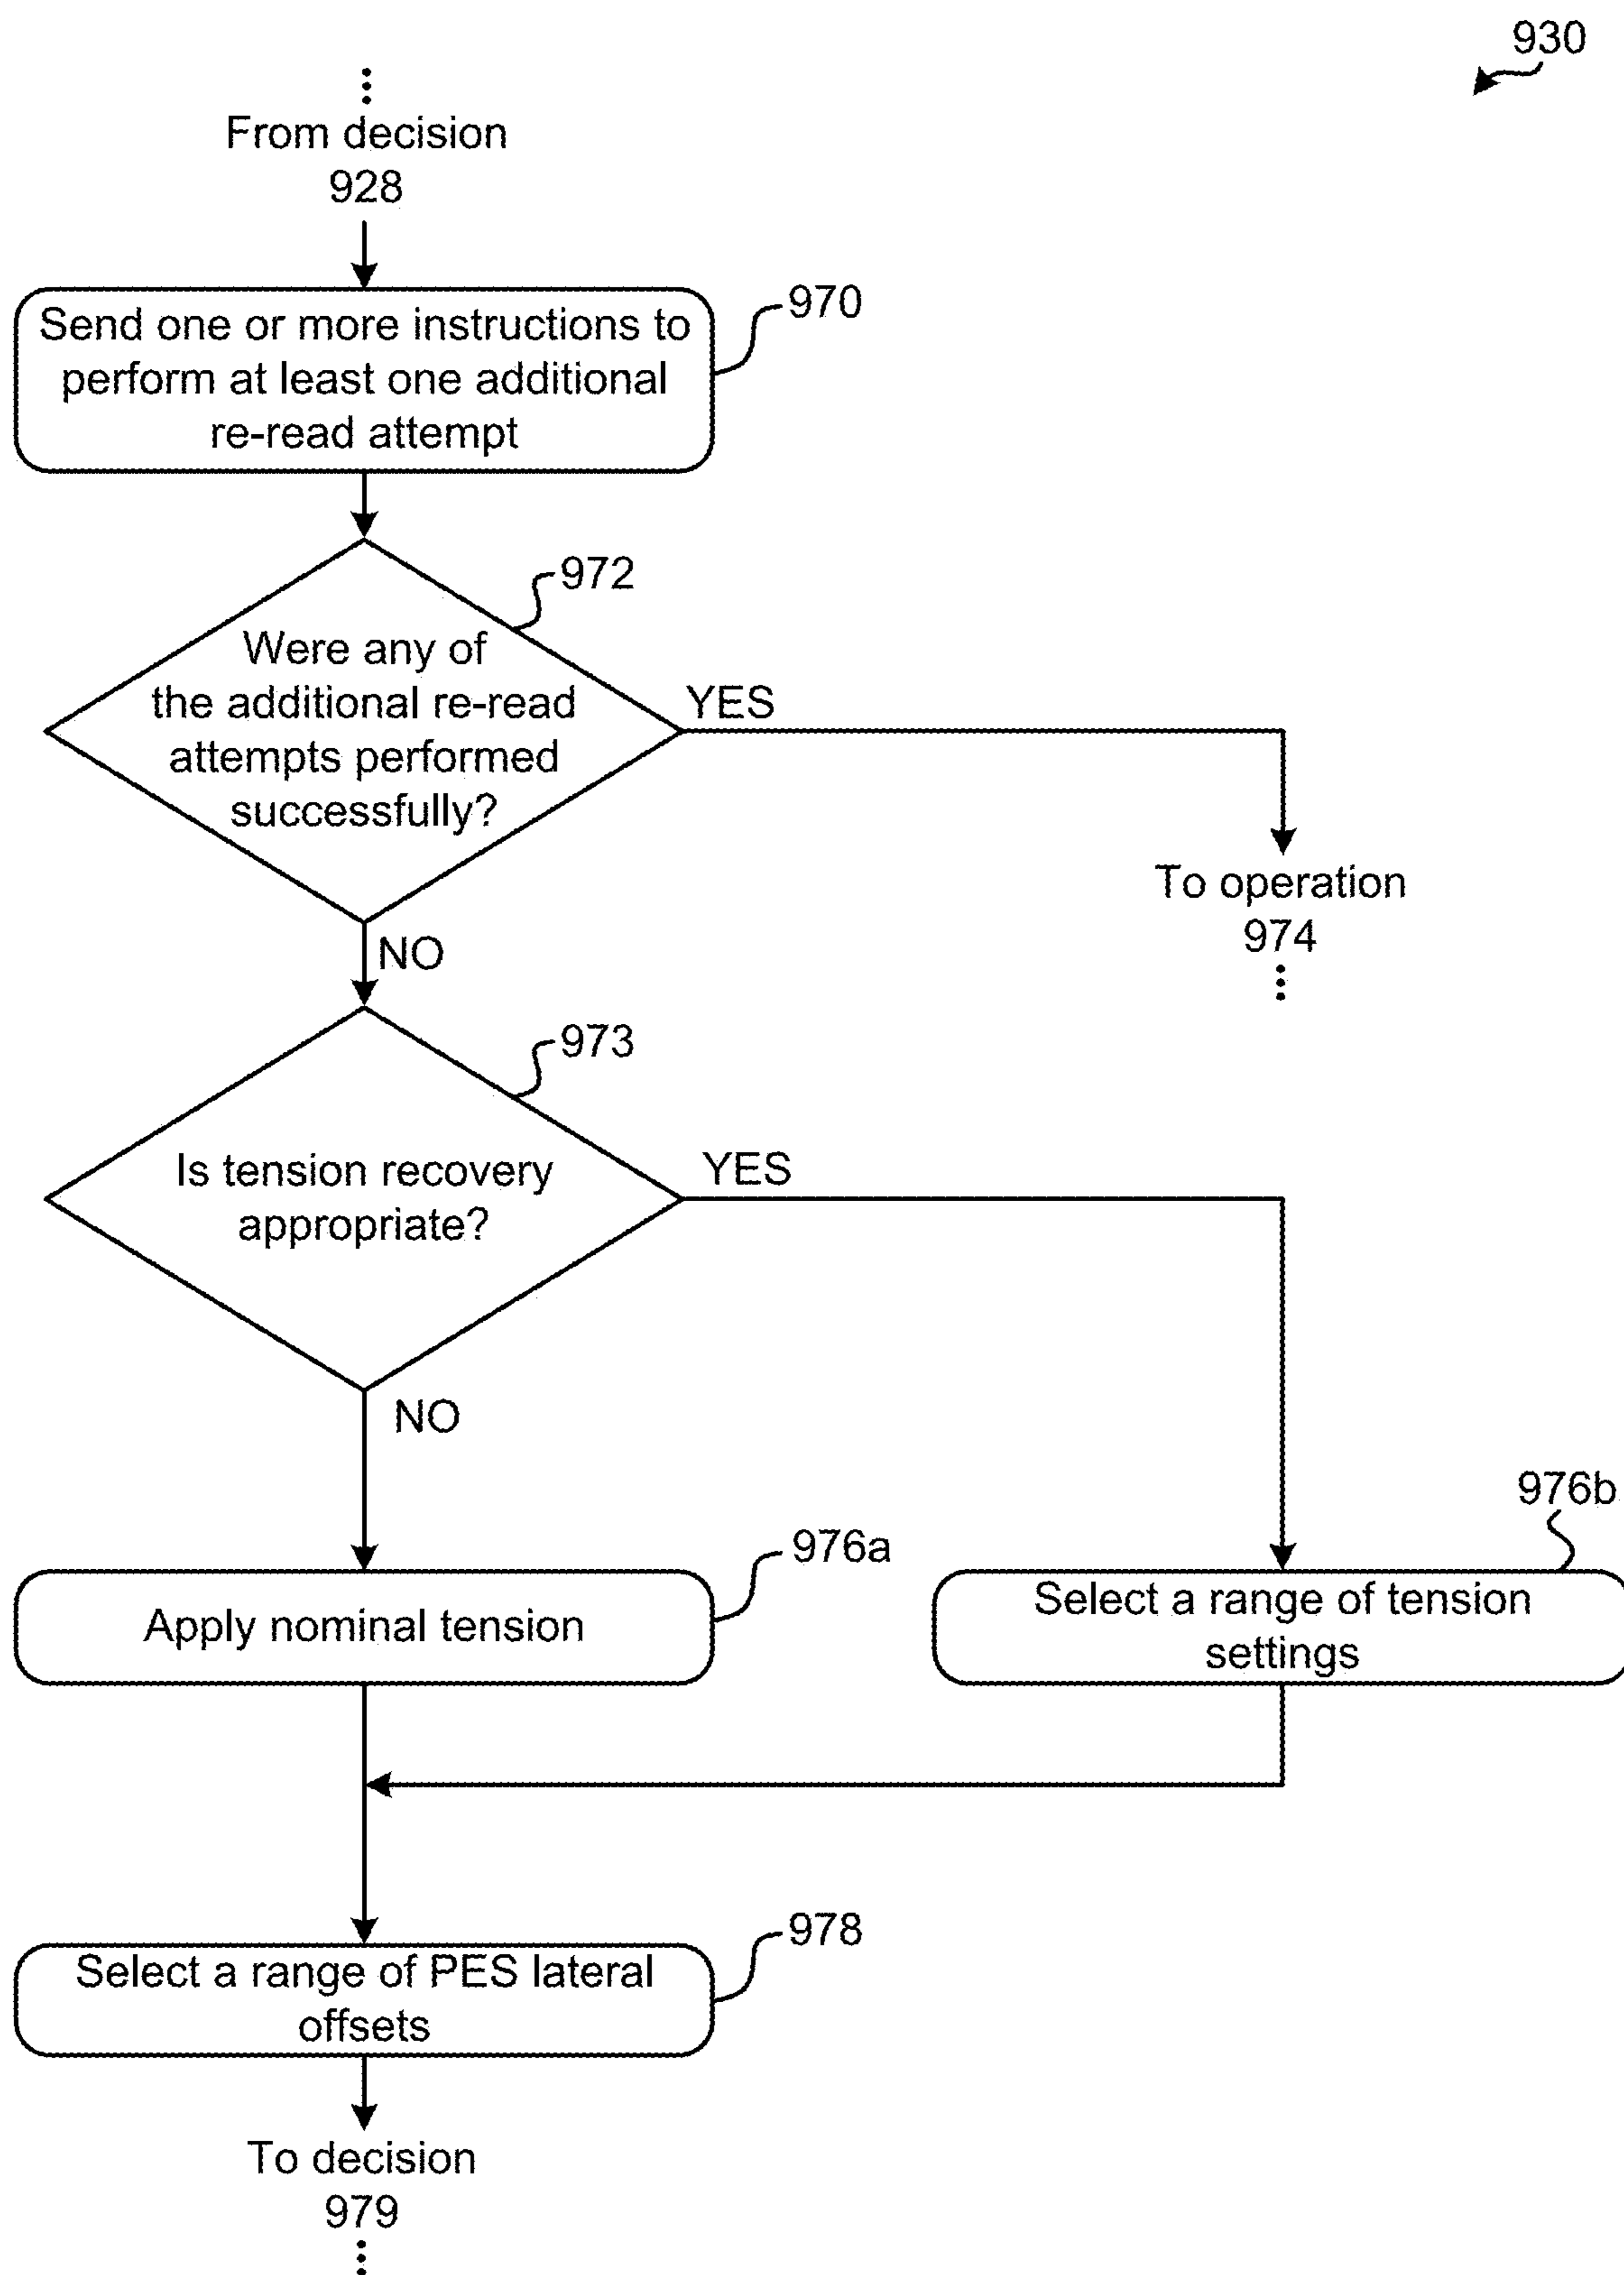 930
From decision
928
Send one or more instructions to
perform at least one additional
re-read attempt
970
972
Were any of
the additional re-read
attempts performed
successfully?
YES
To operation
974
NO
973
Is tension recovery
appropriate?
YES
NO
976a
Apply nominal tension
976b
Select a range of tension
settings
978
Select a range of PES lateral
offsets
To decision
979